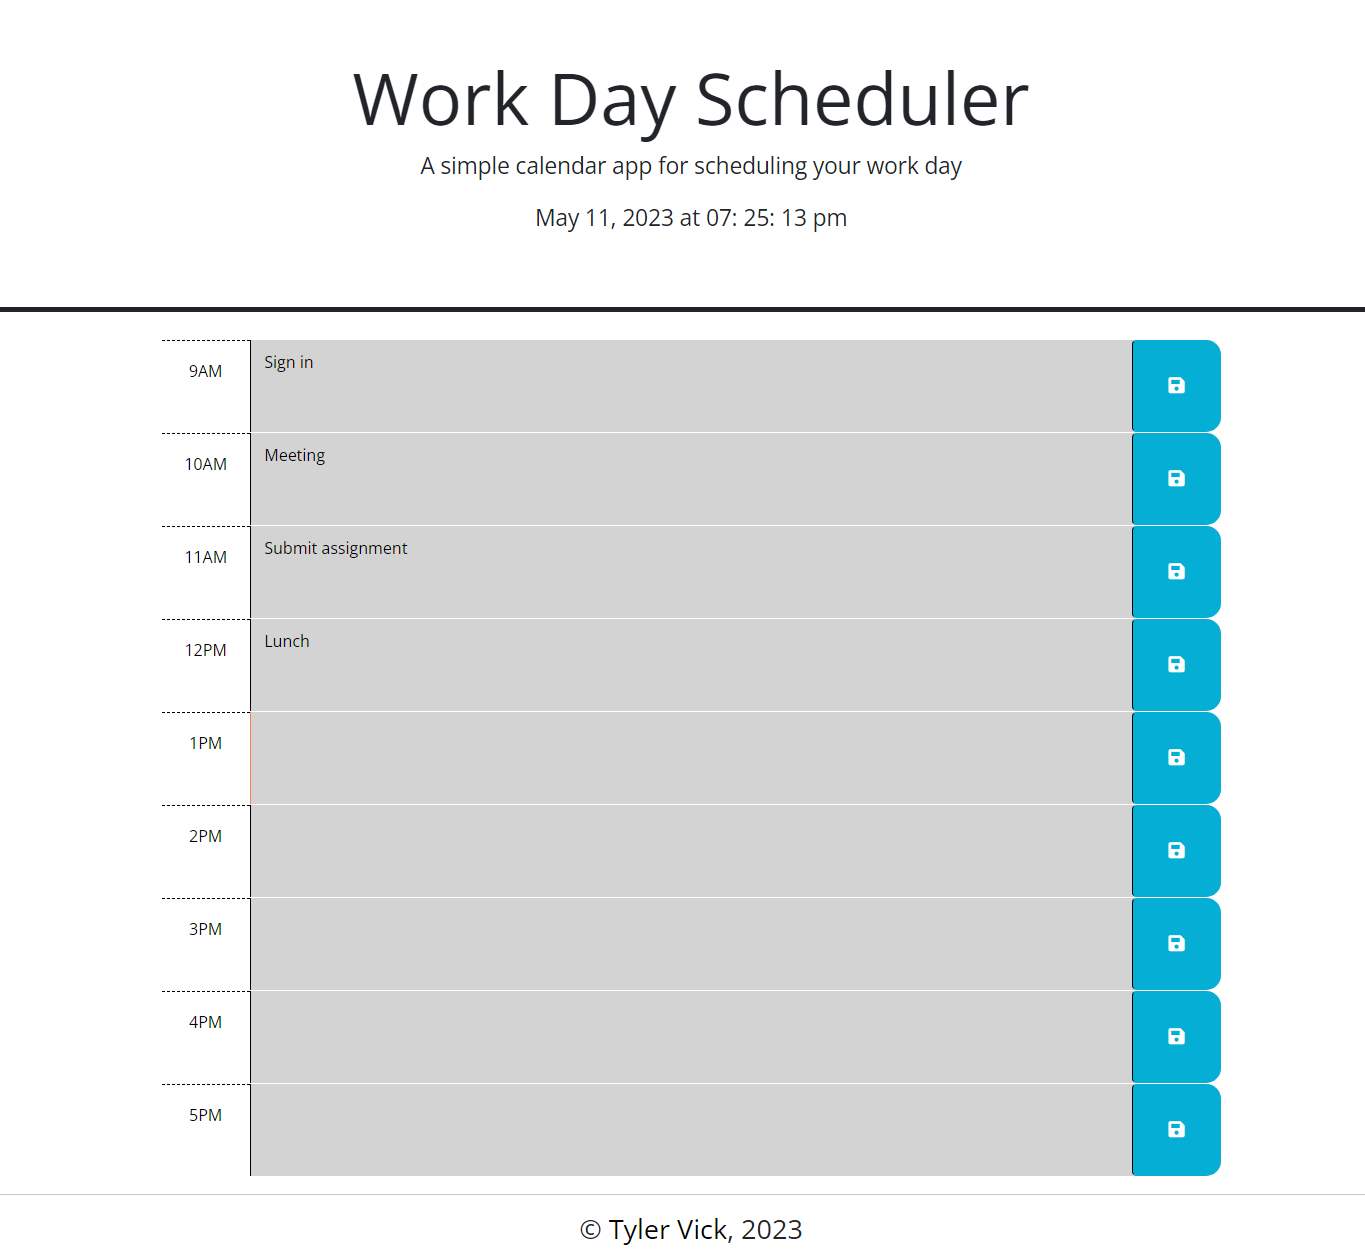 Work Day Scheduler
A simple calendar app for scheduling your work day
May 11, 2023 at 07: 25: 13 pm
9AM
Sign in
10AM
Meeting
11AM
Submit assignment
12PM
Lunch
1PM
2PM
3PM
4PM
5PM
© Tyler Vick, 2023